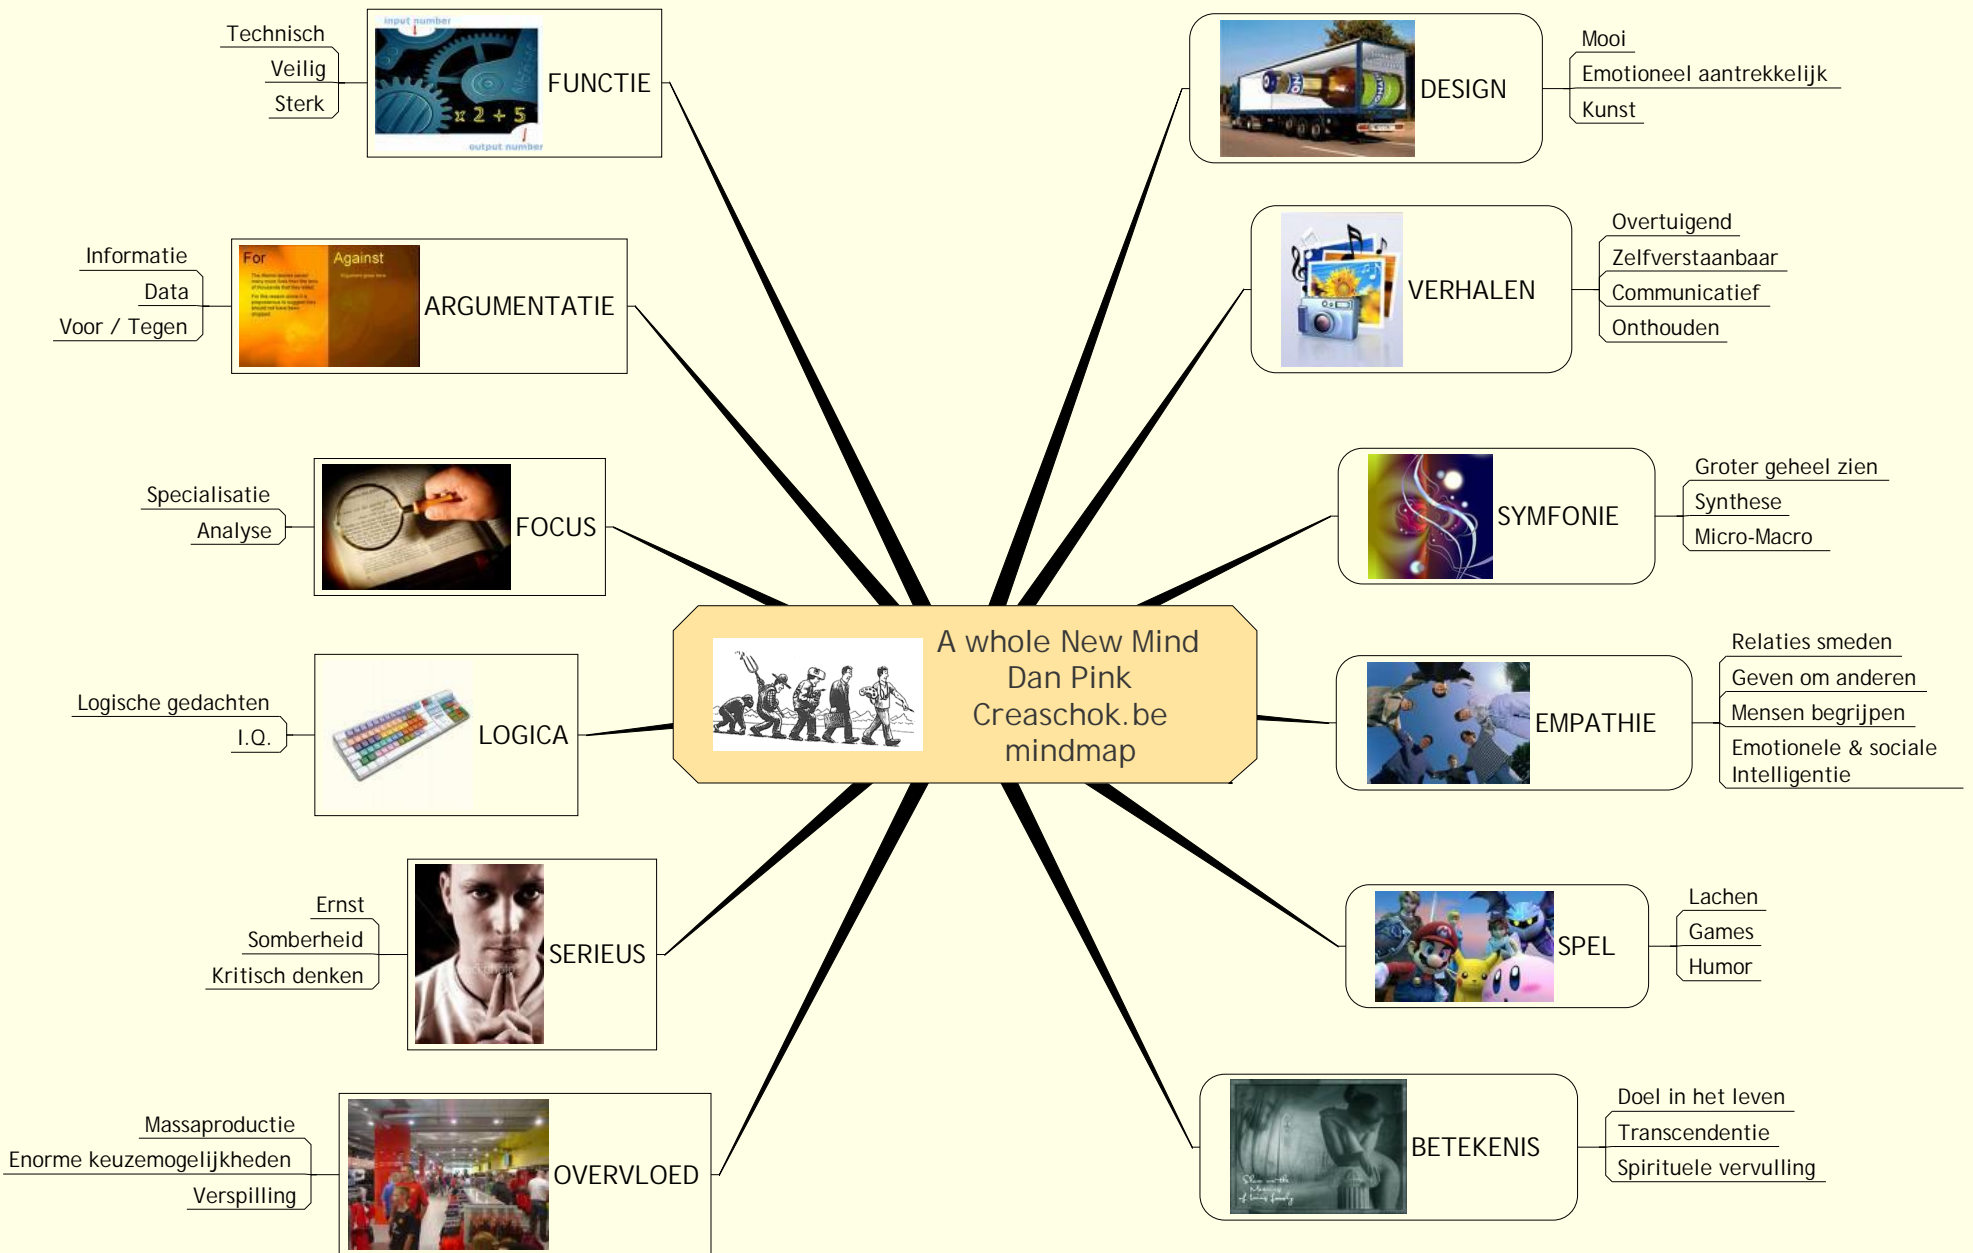 A whole New Mind
Dan Pink
Creaschok.be
mindmap
FUNCTIE
Technisch
Veilig
Sterk
input number
x 2 + 5
output number
ARGUMENTATIE
Informatie
Data
Voor / Tegen
For
Against
FOCUS
Specialisatie
Analyse
LOGICA
Logische gedachten
I.Q.
SERIEUS
Ernst
Somberheid
Kritisch denken
OVERVLOED
Massaproductie
Enorme keuzemogelijkheden
Verspilling
DESIGN
Mooi
Emotioneel aantrekkelijk
Kunst
VERHALEN
Overtuigend
Zelfverstaanbaar
Communicatief
Onthouden
SYMFONIE
Groter geheel zien
Synthese
Micro-Macro
EMPATHIE
Relaties smeden
Geven om anderen
Mensen begrijpen
Emotionele & sociale
Intelligentie
SPEL
Lachen
Games
Humor
BETEKENIS
Doel in het leven
Transcendentie
Spirituele vervulling